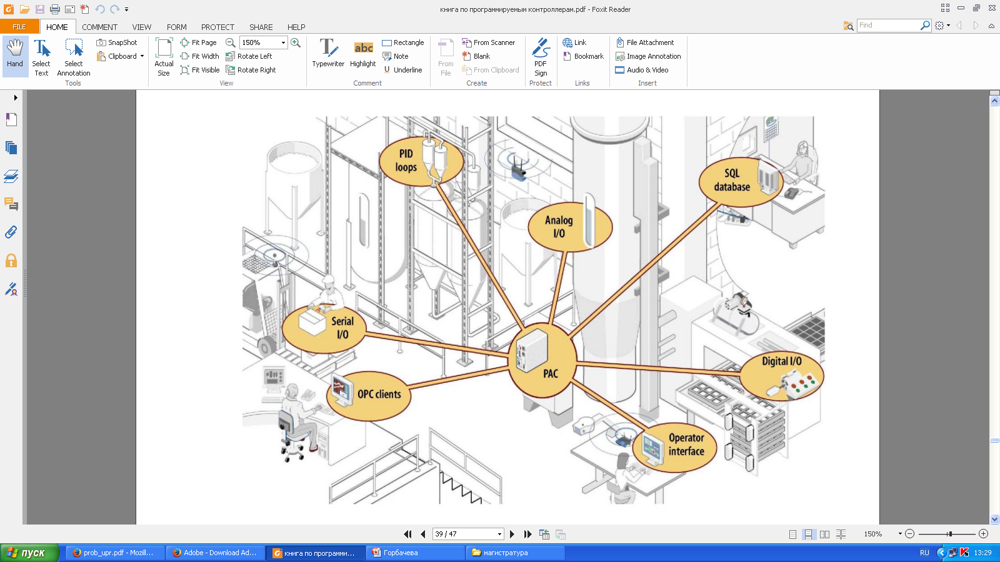 книга по программируемым контроллерам.pdf - Foxit Reader
FILE
HOME
COMMENT
VIEW
FORM
PROTECT
SHARE
HELP
Find
Hand
Select
Text
Select
Annotation
SnapShot
Clipboard
Tools
Actual
Size
Fit Page
Fit Width
Fit Visible
150%
Rotate Left
Rotate Right
View
Typewriter
abc
Highlight
Rectangle
Note
U Underline
Comment
From
File
From Scanner
Blank
From Clipboard
Create
PDF
Sign
Protect
Link
Bookmark
Links
File Attachment
Image Annotation
Audio & Video
Insert
PID
loops
SQL
database
Analog
I/O
Serial
I/O
PAC
Digital I/O
OPC clients
Operator
interface
39 / 47
150%
пуск
prob_upr.pdf - Mozill...
Adobe - Download Ad...
книга по программи...
Горбачева
магистратура
RU
13:29